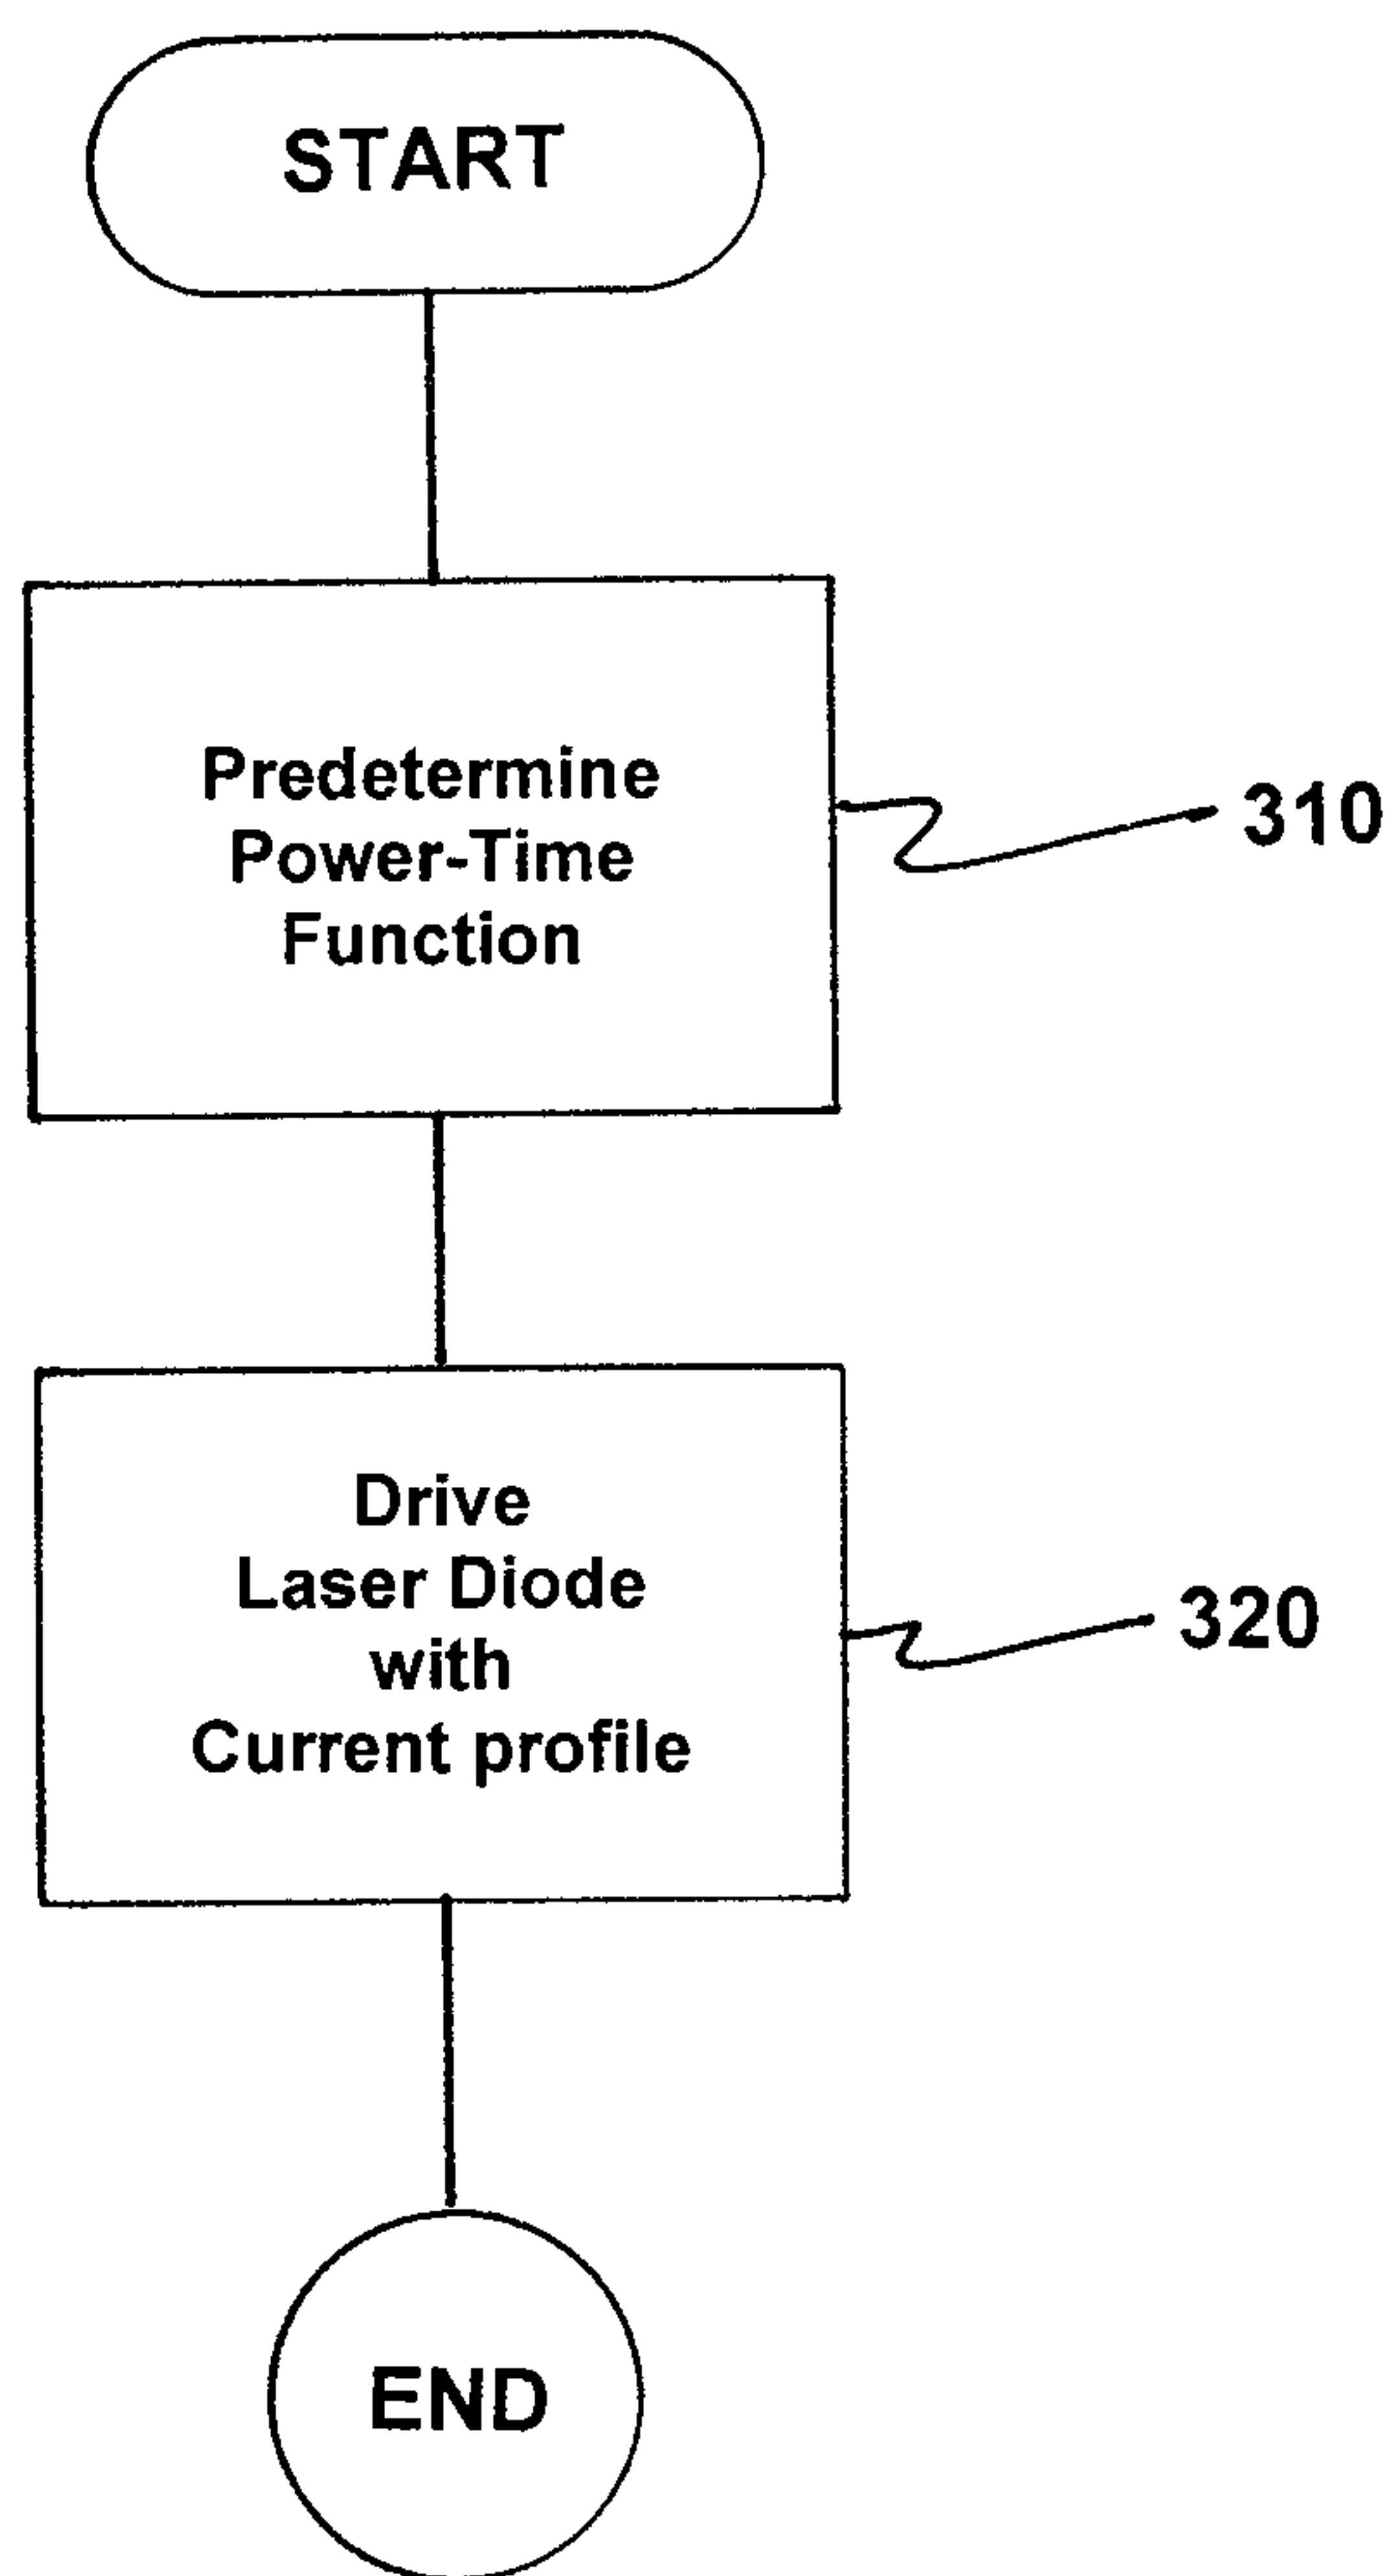 START
Predetermine
Power-Time
Function
310
Drive
Laser Diode
with
Current profile
320
END